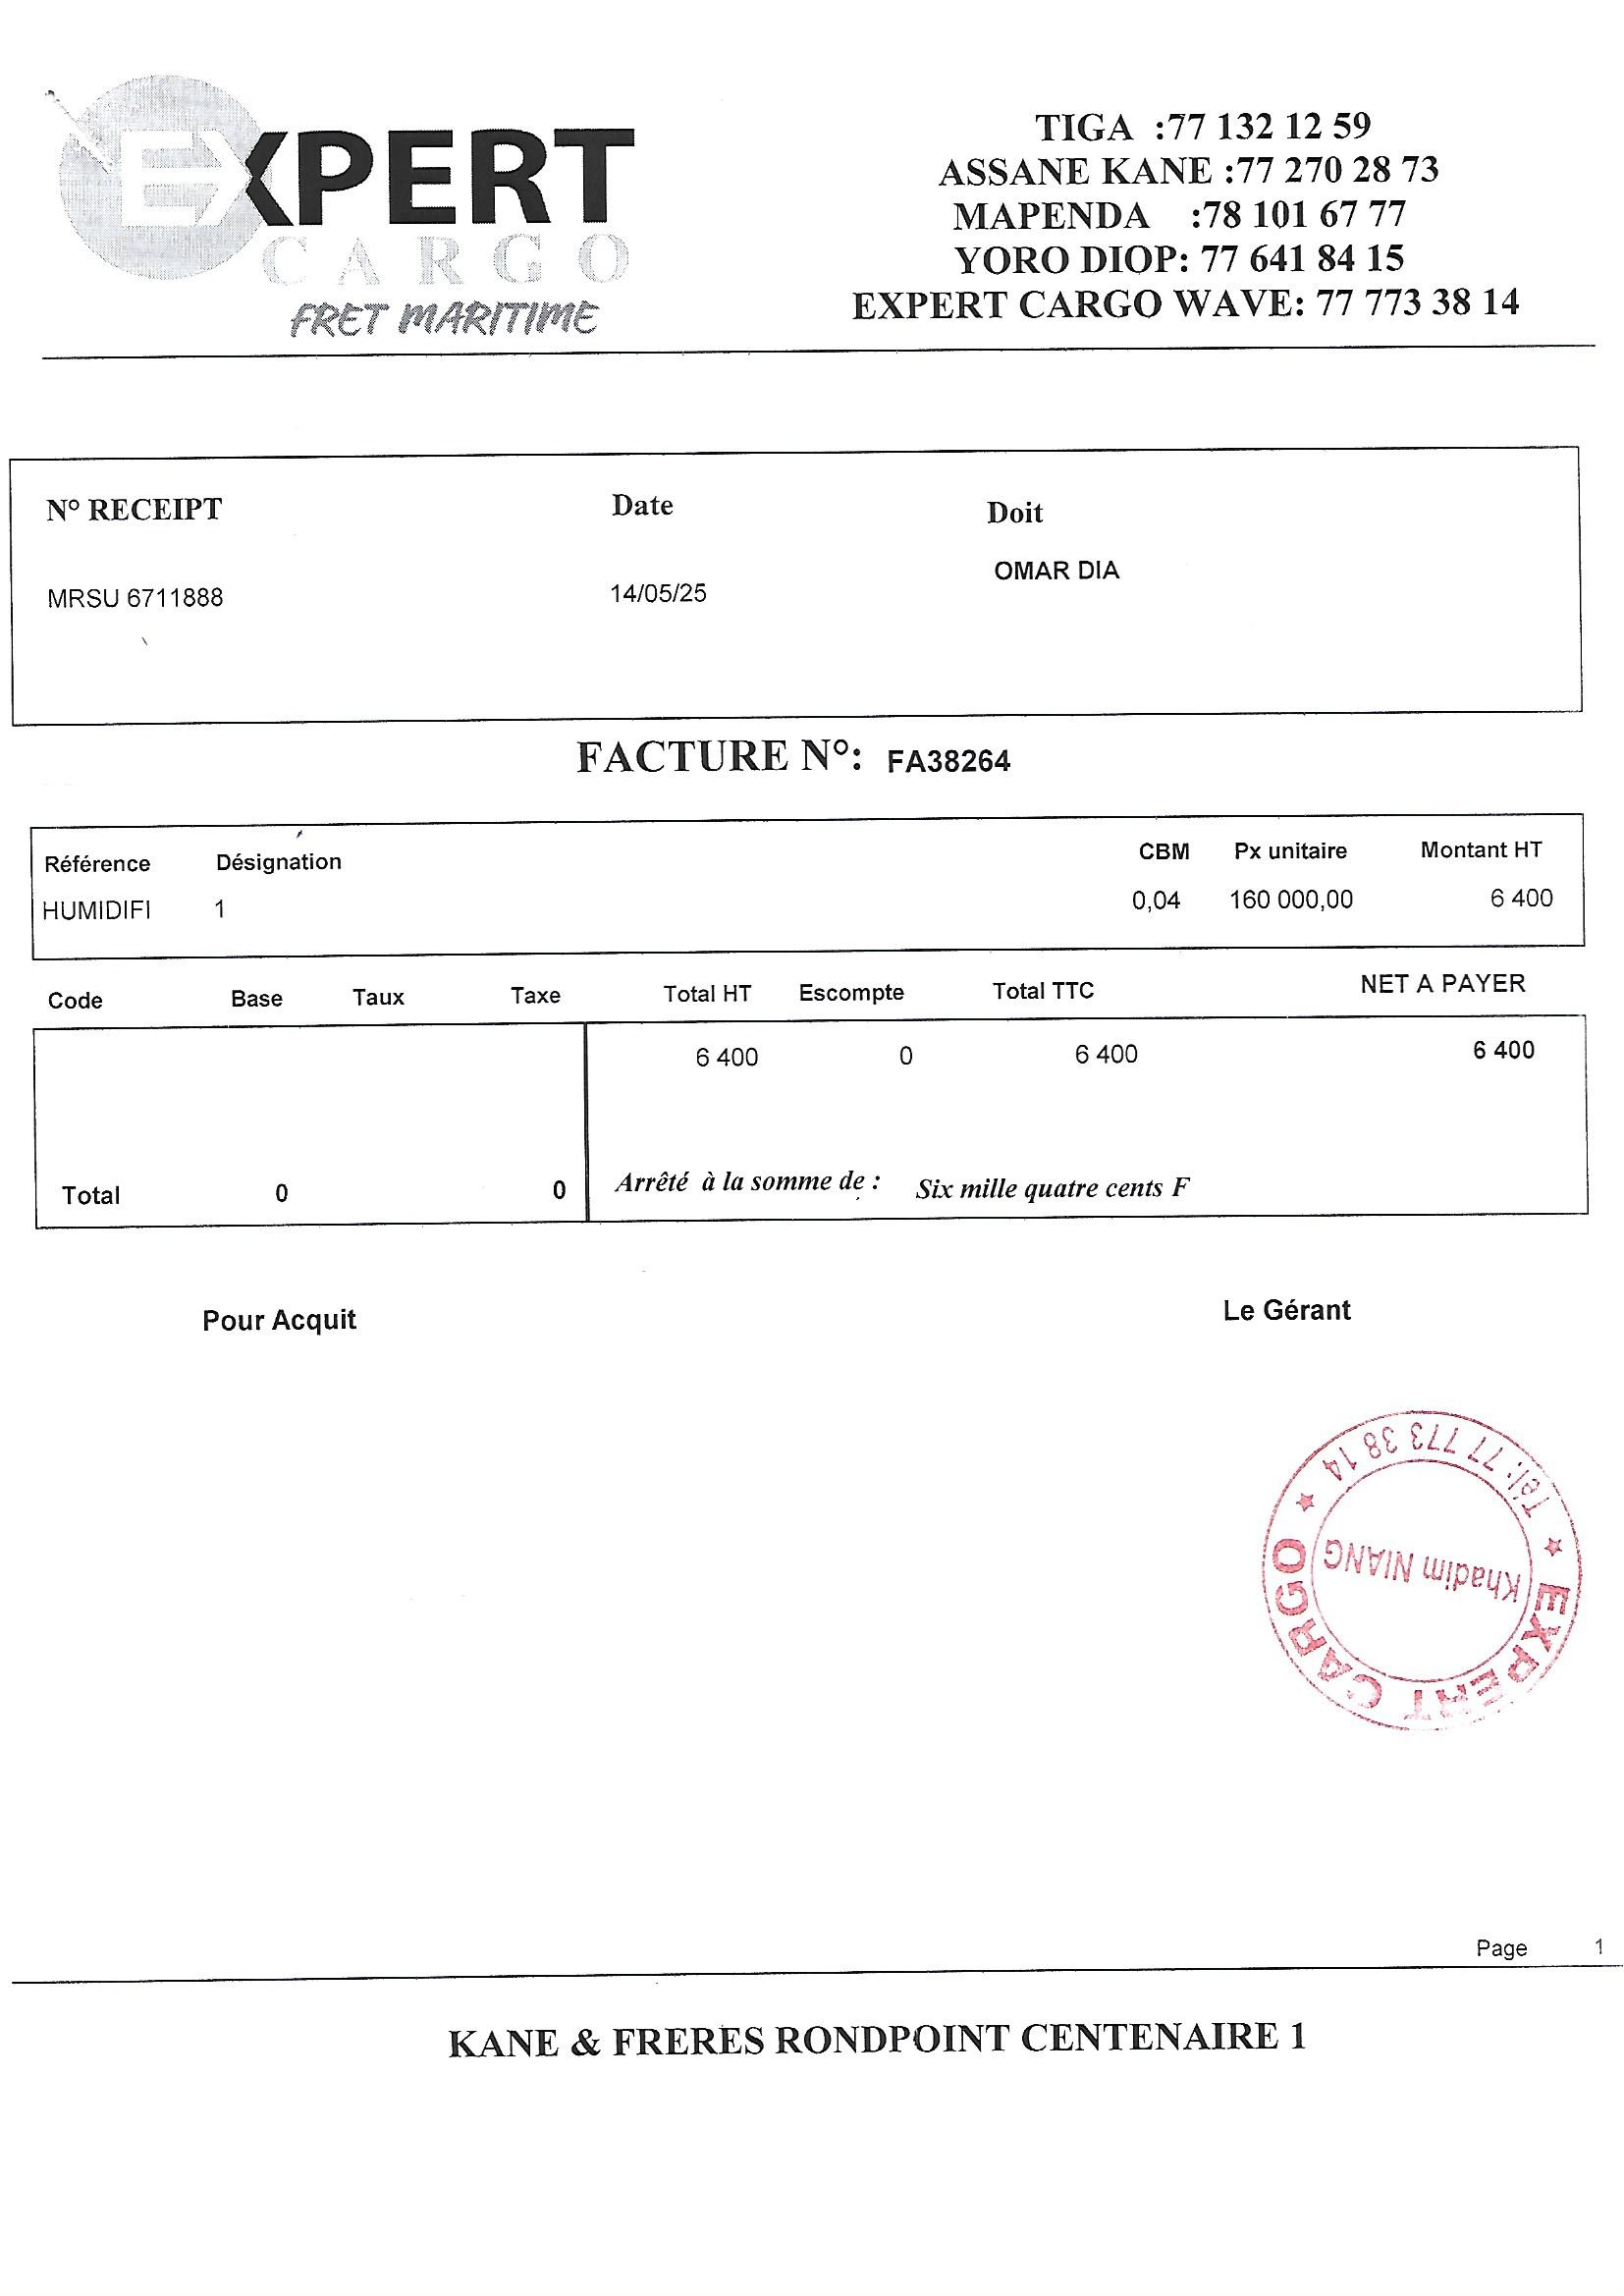 EXPERT
CARGO
FRET MARITIME
TIGA :77 132 12 59
ASSANE KANE :77 270 28 73
MAPENDA :78 101 67 77
YORO DIOP: 77 641 84 15
EXPERT CARGO WAVE: 77 773 38 14
N° RECEIPT Date Doit
OMAR DIA
MRSU 6711888 14/05/25
FACTURE N°: FA38264
Référence Désignation CBM Px unitaire Montant HT
HUMIDIFI 1 0,04 160 000,00 6 400
Code Base Taux Taxe Total HT Escompte Total TTC NET A PAYER
6 400 0 6 400 6 400
Total 0 0 Arrêté à la somme de : Six mille quatre cents F
Pour Acquit Le Gérant
EXPERT CARGO
Tél.: 77 773 38 14
Khadim NIANG
Page 1
KANE & FRERES RONDPOINT CENTENAIRE 1